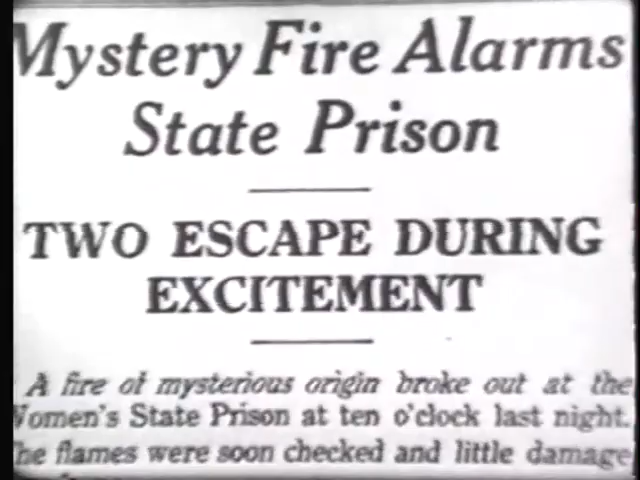 Mystery Fire Alarms
State Prison
TWO ESCAPE DURING
EXCITEMENT
A fire of mysterious origin broke out at the
Women's State Prison at ten o'clock last night.
The flames were soon checked and little damage